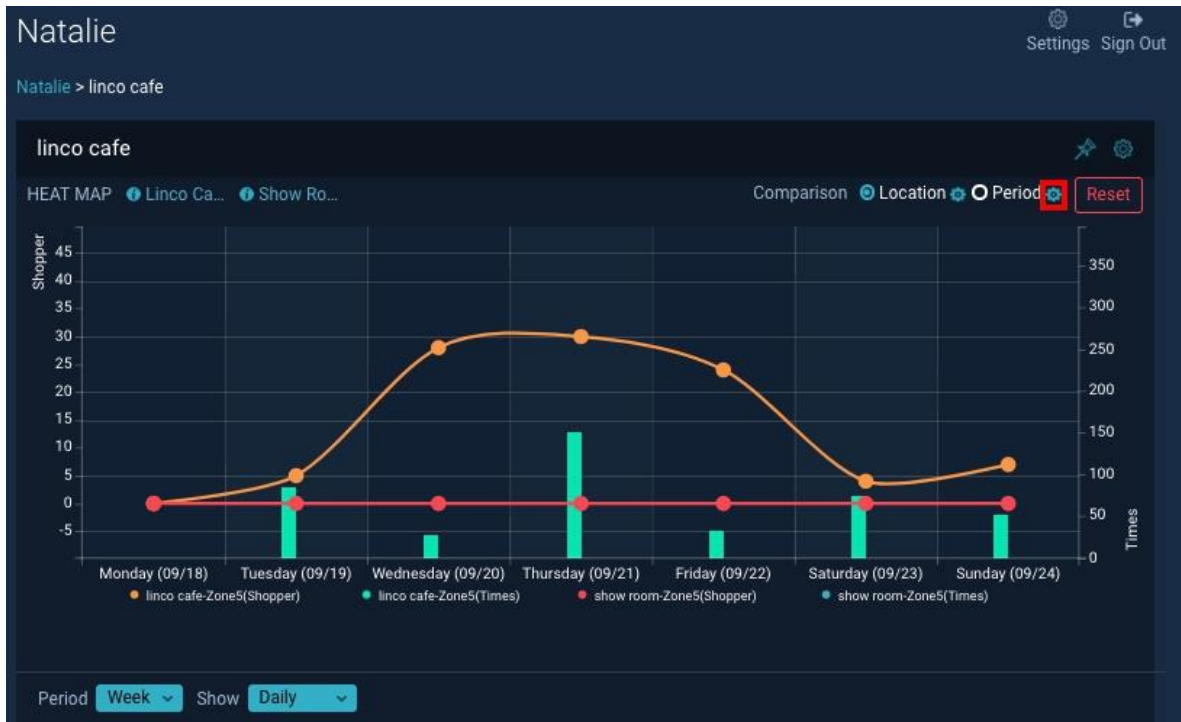 Natalie
Settings Sign Out
Natalie > linco cafe
linco cafe
HEAT MAP Linco Ca... Show Ro... Comparison Location Period Reset
Shopper
45
40
35
30
25
20
15
10
5
0
-5
350
300
250
200
150
100
50
0
Times
Monday (09/18) Tuesday (09/19) Wednesday (09/20) Thursday (09/21) Friday (09/22) Saturday (09/23) Sunday (09/24)
linco cafe-Zone5(Shopper) linco cafe-Zone5(Times) show room-Zone5(Shopper) show room-Zone5(Times)
Period Week Show Daily